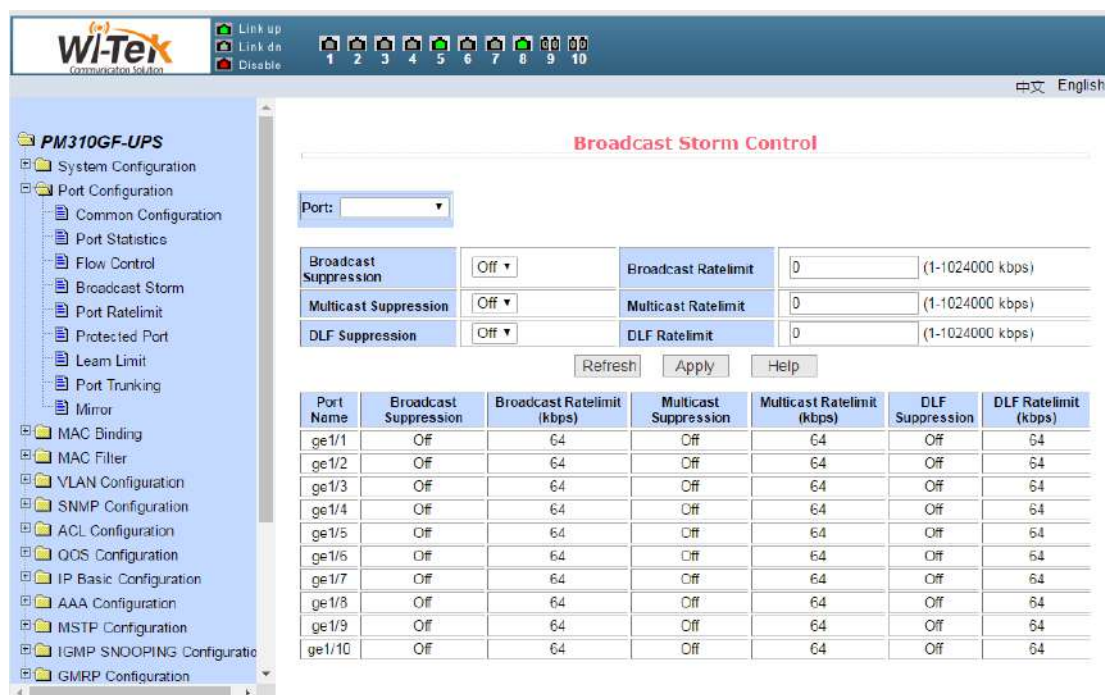 Wi-Tek
Communication Solution
Link up
Link dn
Disable
1 2 3 4 5 6 7 8 9 10
中文 English
PM310GF-UPS
System Configuration
Port Configuration
Common Configuration
Port Statistics
Flow Control
Broadcast Storm
Port Ratelimit
Protected Port
Learn Limit
Port Trunking
Mirror
MAC Binding
MAC Filter
VLAN Configuration
SNMP Configuration
ACL Configuration
QOS Configuration
IP Basic Configuration
AAA Configuration
MSTP Configuration
IGMP SNOOPING Configuratio
GMRP Configuration
Broadcast Storm Control
Port:
Broadcast Suppression Off Broadcast Ratelimit 0 (1-1024000 kbps)
Multicast Suppression Off Multicast Ratelimit 0 (1-1024000 kbps)
DLF Suppression Off DLF Ratelimit 0 (1-1024000 kbps)
Refresh Apply Help
Port Name Broadcast Suppression Broadcast Ratelimit (kbps) Multicast Suppression Multicast Ratelimit (kbps) DLF Suppression DLF Ratelimit (kbps)
ge1/1 Off 64 Off 64 Off 64
ge1/2 Off 64 Off 64 Off 64
ge1/3 Off 64 Off 64 Off 64
ge1/4 Off 64 Off 64 Off 64
ge1/5 Off 64 Off 64 Off 64
ge1/6 Off 64 Off 64 Off 64
ge1/7 Off 64 Off 64 Off 64
ge1/8 Off 64 Off 64 Off 64
ge1/9 Off 64 Off 64 Off 64
ge1/10 Off 64 Off 64 Off 64